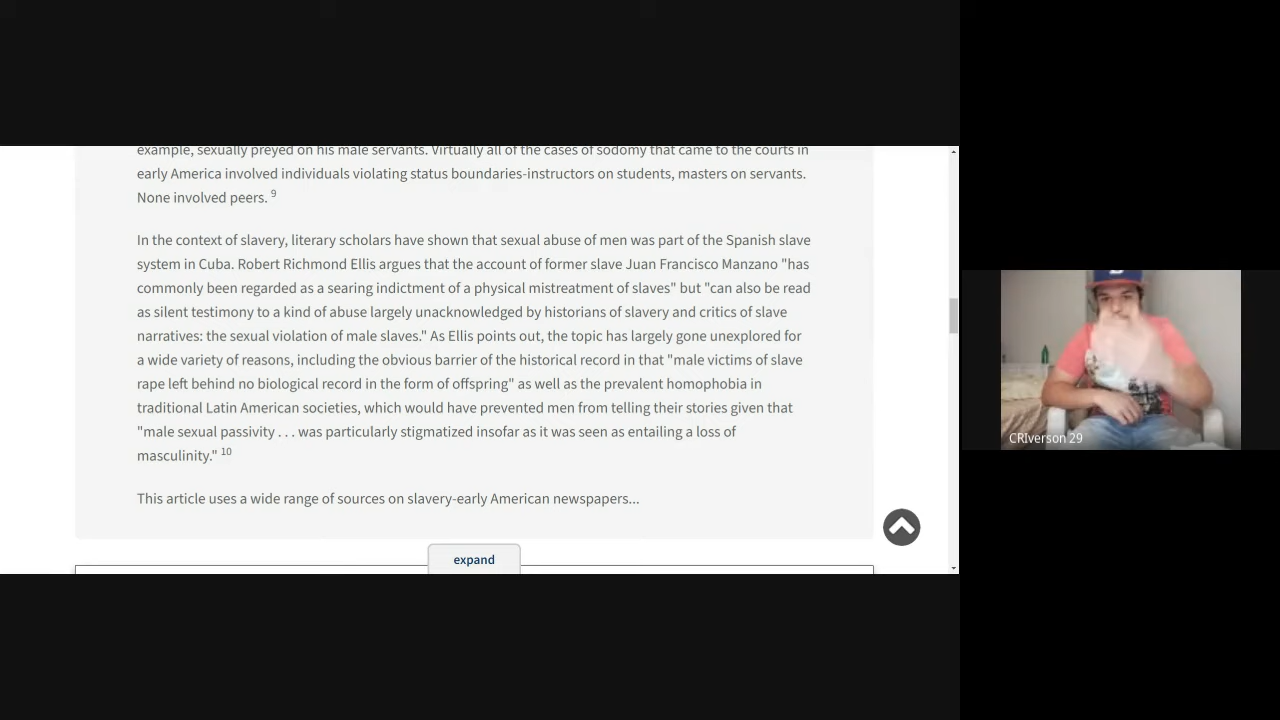 example, sexually preyed on his male servants. Virtually all of the cases of sodomy that came to the courts in
early America involved individuals violating status boundaries-instructors on students, masters on servants.
None involved peers. 9
In the context of slavery, literary scholars have shown that sexual abuse of men was part of the Spanish slave
system in Cuba. Robert Richmond Ellis argues that the account of former slave Juan Francisco Manzano "has
commonly been regarded as a searing indictment of a physical mistreatment of slaves" but "can also be read
as silent testimony to a kind of abuse largely unacknowledged by historians of slavery and critics of slave
narratives: the sexual violation of male slaves." As Ellis points out, the topic has largely gone unexplored for
a wide variety of reasons, including the obvious barrier of the historical record in that "male victims of slave
rape left behind no biological record in the form of offspring" as well as the prevalent homophobia in
traditional Latin American societies, which would have prevented men from telling their stories given that
"male sexual passivity . . . was particularly stigmatized insofar as it was seen as entailing a loss of
masculinity." 10
This article uses a wide range of sources on slavery-early American newspapers...
expand
CRIverson 29